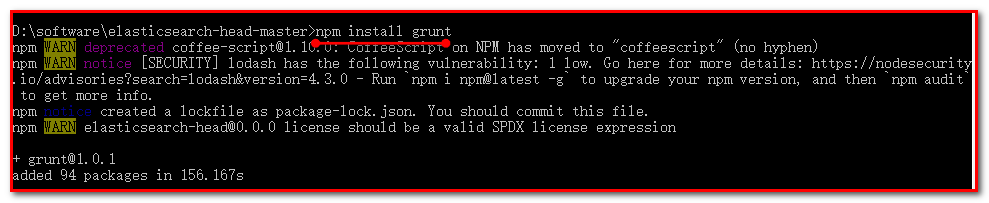 D:\software\elasticsearch-head-master>npm install grunt
npm WARN deprecated coffee-script@1.10.0: CoffeeScript on NPM has moved to "coffeescript" (no hyphen)
npm WARN notice [SECURITY] lodash has the following vulnerability: 1 low. Go here for more details: https://nodesecurity
.io/advisories?search=lodash&version=4.3.0 - Run `npm i npm@latest -g` to upgrade your npm version, and then `npm audit`
to get more info.
npm notice created a lockfile as package-lock.json. You should commit this file.
npm WARN elasticsearch-head@0.0.0 license should be a valid SPDX license expression
+ grunt@1.0.1
added 94 packages in 156.167s